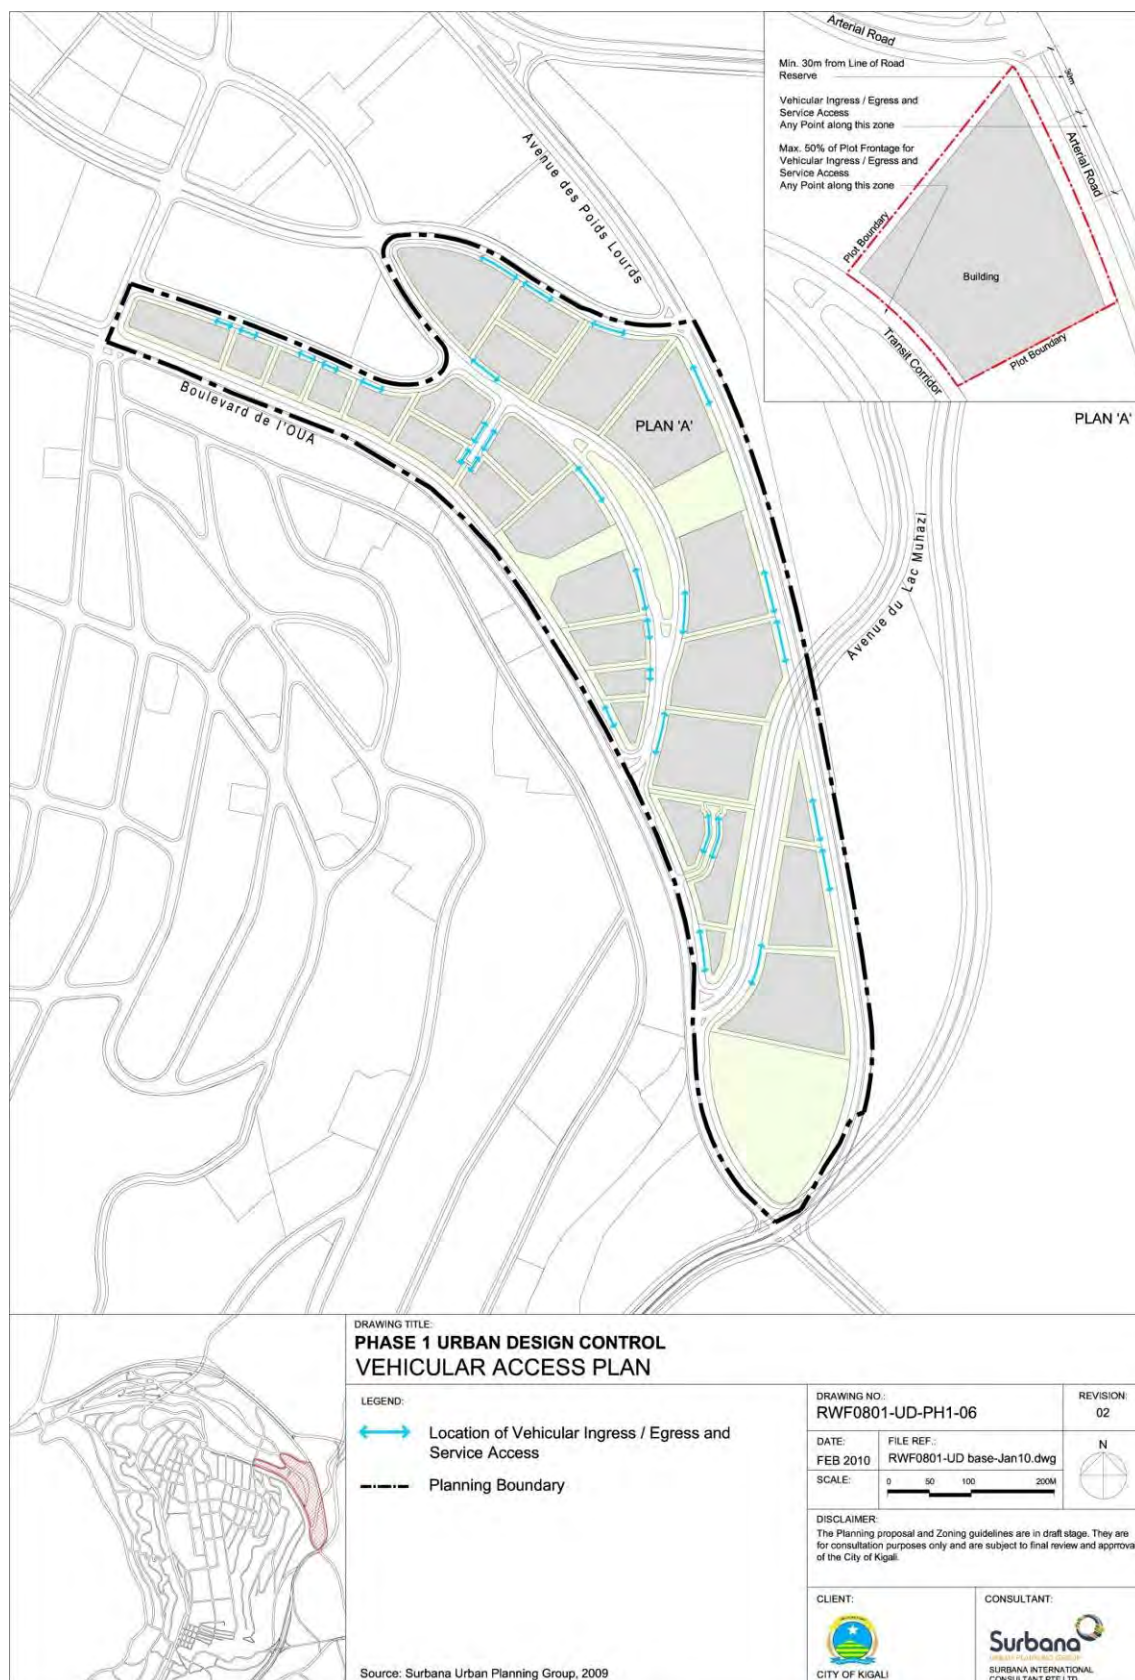 Arterial Road
Min. 30m from Line of Road
Reserve
30m
Vehicular Ingress / Egress and
Service Access
Any Point along this zone
Max. 50% of Plot Frontage for
Vehicular Ingress / Egress and
Service Access
Any Point along this zone
Arterial Road
Plot Boundary
Building
Plot Boundary
Transit Corridor
PLAN 'A'
Avenue des Poids Lourds
Boulevard de l'OUA
PLAN 'A'
Avenue du Lac Muhazi
DRAWING TITLE:
PHASE 1 URBAN DESIGN CONTROL
VEHICULAR ACCESS PLAN
LEGEND:
Location of Vehicular Ingress / Egress and
Service Access
Planning Boundary
Source: Surbana Urban Planning Group, 2009
DRAWING NO.:
RWF0801-UD-PH1-06
REVISION:
02
DATE:
FEB 2010
FILE REF.:
RWF0801-UD base-Jan10.dwg
N
SCALE:
0 50 100 200M
DISCLAIMER:
The Planning proposal and Zoning guidelines are in draft stage. They are
for consultation purposes only and are subject to final review and apprrova
of the City of Kigali.
CLIENT:
CITY OF KIGALI
CONSULTANT:
Surbana
URBAN PLANNING GROUP
SURBANA INTERNATIONAL
CONSULTANT PTE LTD